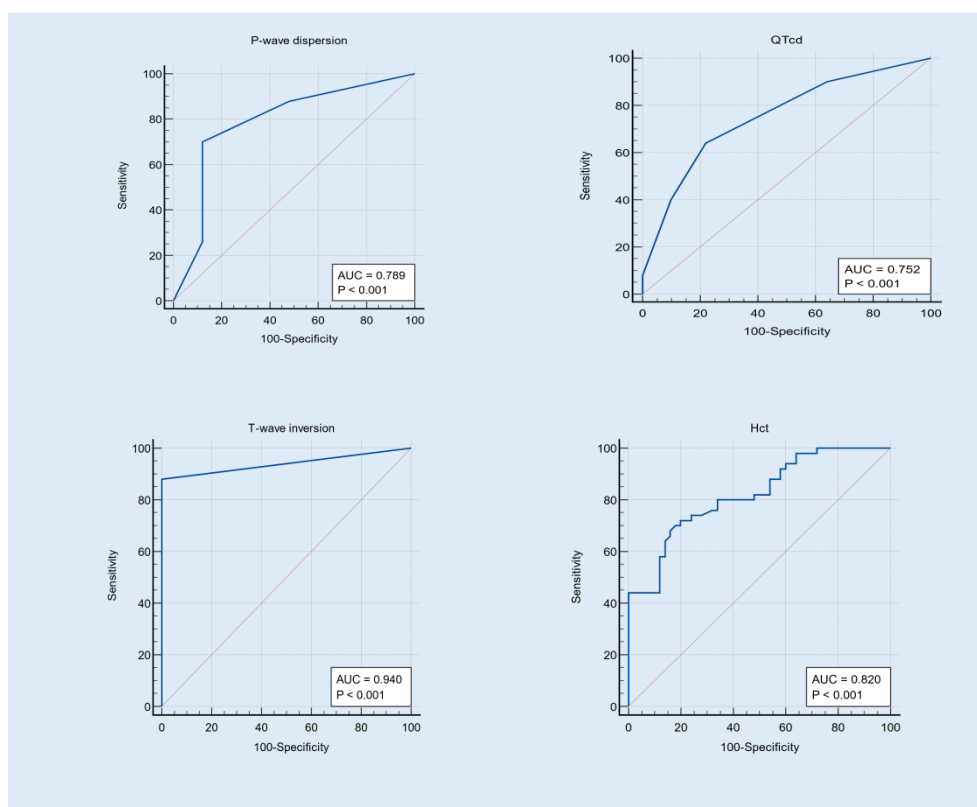 P-wave dispersion
100
80
60
40
20
0
Sensitivity
AUC = 0.789
P < 0.001
0 20 40 60 80 100
100-Specificity
QTcd
100
80
60
40
20
0
Sensitivity
AUC = 0.752
P < 0.001
0 20 40 60 80 100
100-Specificity
T-wave inversion
100
80
60
40
20
0
Sensitivity
AUC = 0.940
P < 0.001
0 20 40 60 80 100
100-Specificity
Hct
100
80
60
40
20
0
Sensitivity
AUC = 0.820
P < 0.001
0 20 40 60 80 100
100-Specificity